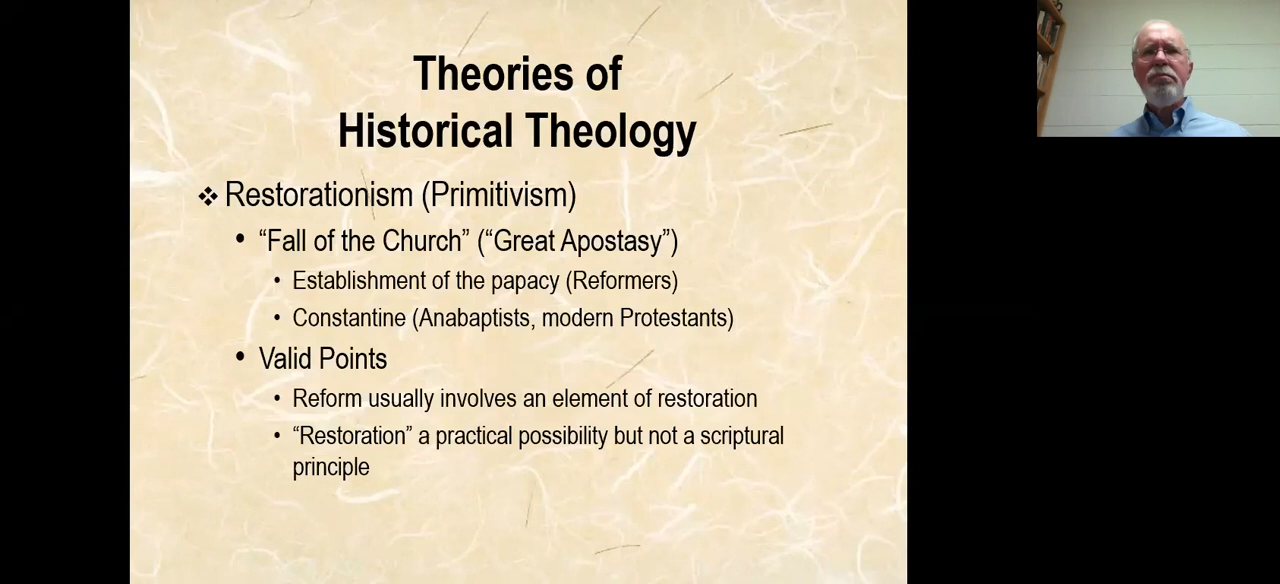 Theories of
Historical Theology
❖ Restorationism (Primitivism)
• “Fall of the Church” (“Great Apostasy”)
• Establishment of the papacy (Reformers)
• Constantine (Anabaptists, modern Protestants)
• Valid Points
• Reform usually involves an element of restoration
• “Restoration” a practical possibility but not a scriptural
principle